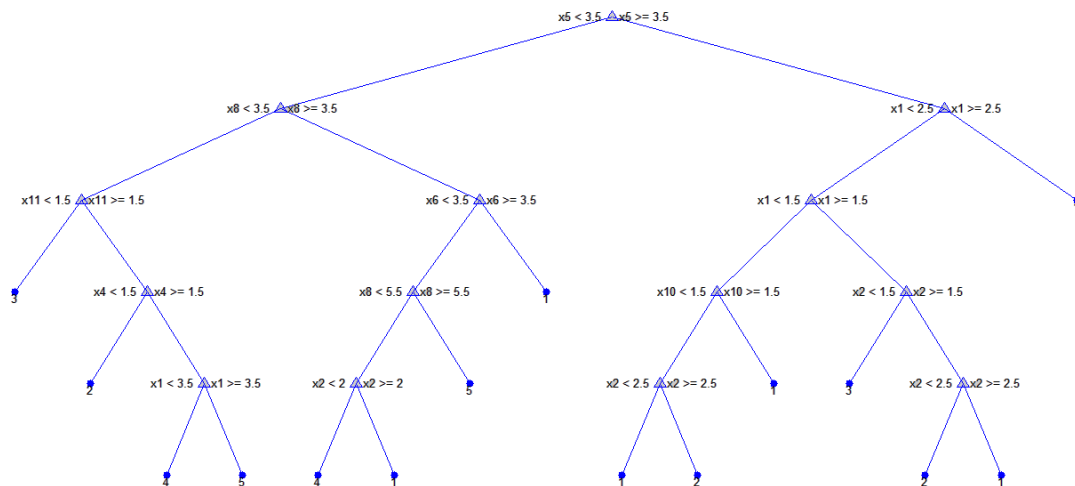 x5 < 3.5 x5 >= 3.5
x8 < 3.5 x8 >= 3.5
x1 < 2.5 x1 >= 2.5
x11 < 1.5 x11 >= 1.5
x6 < 3.5 x6 >= 3.5
x1 < 1.5 x1 >= 1.5
3
x4 < 1.5 x4 >= 1.5
x8 < 5.5 x8 >= 5.5
1
x10 < 1.5 x10 >= 1.5
x2 < 1.5 x2 >= 1.5
2
x1 < 3.5 x1 >= 3.5
x2 < 2 x2 >= 2
5
x2 < 2.5 x2 >= 2.5
1
3
x2 < 2.5 x2 >= 2.5
4
5
4
1
1
2
2
1